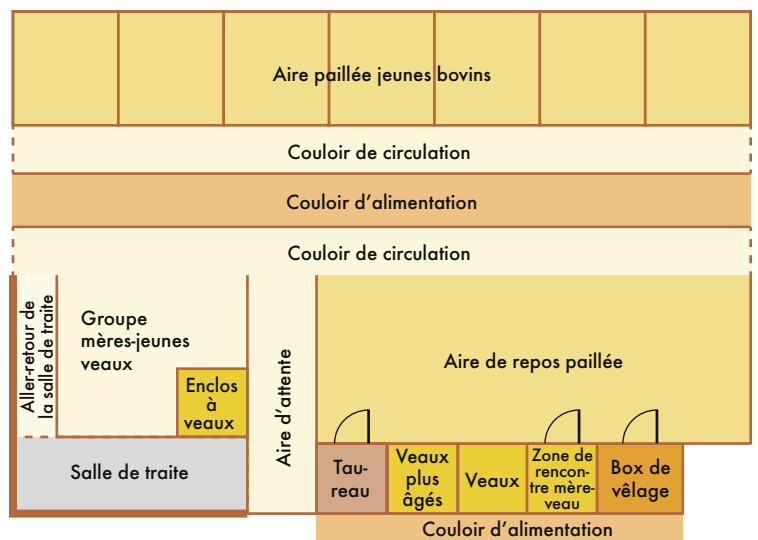 Aire paillée jeunes bovins
Couloir de circulation
Couloir d'alimentation
Couloir de circulation
Aller-retour de
la salle de traite
Groupe
mères-jeunes
veaux
Enclos
à
veaux
Aire d'attente
Aire de repos paillée
Salle de traite
Tau-
reau
Veaux
plus
âgés
Veaux
Zone de
rencon-
tre mère-
veau
Box de
vêlage
Couloir d'alimentation